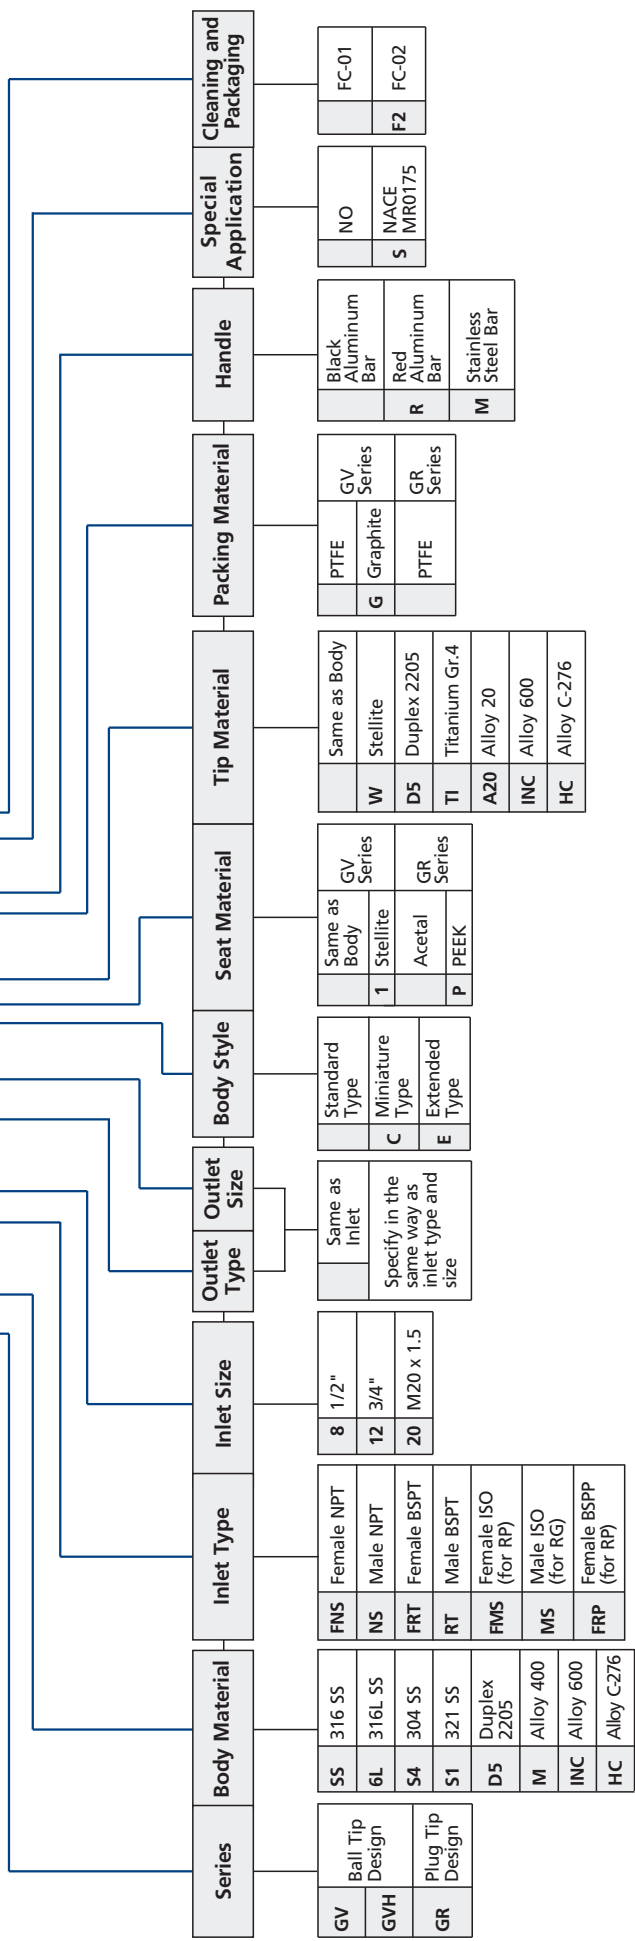 Series
GV
Ball Tip
Design
GVH
GR
Plug Tip
Design
Body Material
SS 316 SS
6L 316L SS
S4 304 SS
S1 321 SS
D5 Duplex
2205
M Alloy 400
INC Alloy 600
HC Alloy C-276
Inlet Type
FNS Female NPT
NS Male NPT
FRT Female BSPT
RT Male BSPT
FMS Female ISO
(for RP)
MS Male ISO
(for RG)
FRP Female BSPP
(for RP)
Inlet Size
8 1/2"
12 3/4"
20 M20 x 1.5
Outlet
Type
Outlet
Size
Same as
Inlet
Specify in the
same way as
inlet type and
size
Body Style
Standard
Type
C Miniature
Type
E Extended
Type
Seat Material
Same as
Body
1 Stellite
GV
Series
Acetal
P PEEK
GR
Series
Tip Material
Same as Body
W Stellite
D5 Duplex 2205
TI Titanium Gr.4
A20 Alloy 20
INC Alloy 600
HC Alloy C-276
Packing Material
PTFE
G Graphite
GV
Series
PTFE
GR
Series
Handle
Black
Aluminum
Bar
R Red
Aluminum
Bar
M Stainless
Steel Bar
Special
Application
NO
S NACE
MR0175
Cleaning and
Packaging
FC-01
F2 FC-02